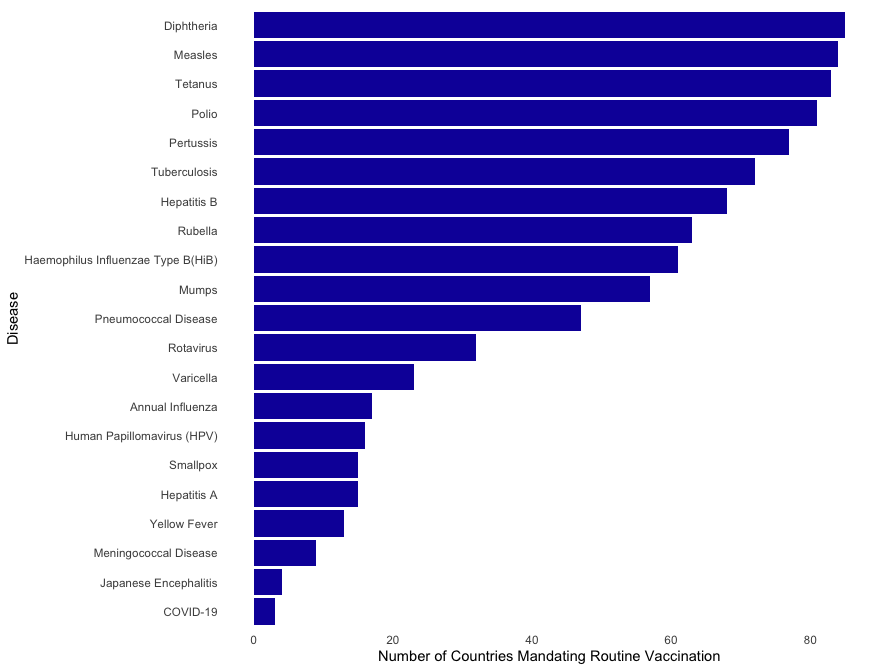 Diphtheria
Measles
Tetanus
Polio
Pertussis
Tuberculosis
Hepatitis B
Rubella
Haemophilus Influenzae Type B(HiB)
Mumps
Pneumococcal Disease
Rotavirus
Varicella
Annual Influenza
Human Papillomavirus (HPV)
Smallpox
Hepatitis A
Yellow Fever
Meningococcal Disease
Japanese Encephalitis
COVID-19
Disease
0 20 40 60 80
Number of Countries Mandating Routine Vaccination